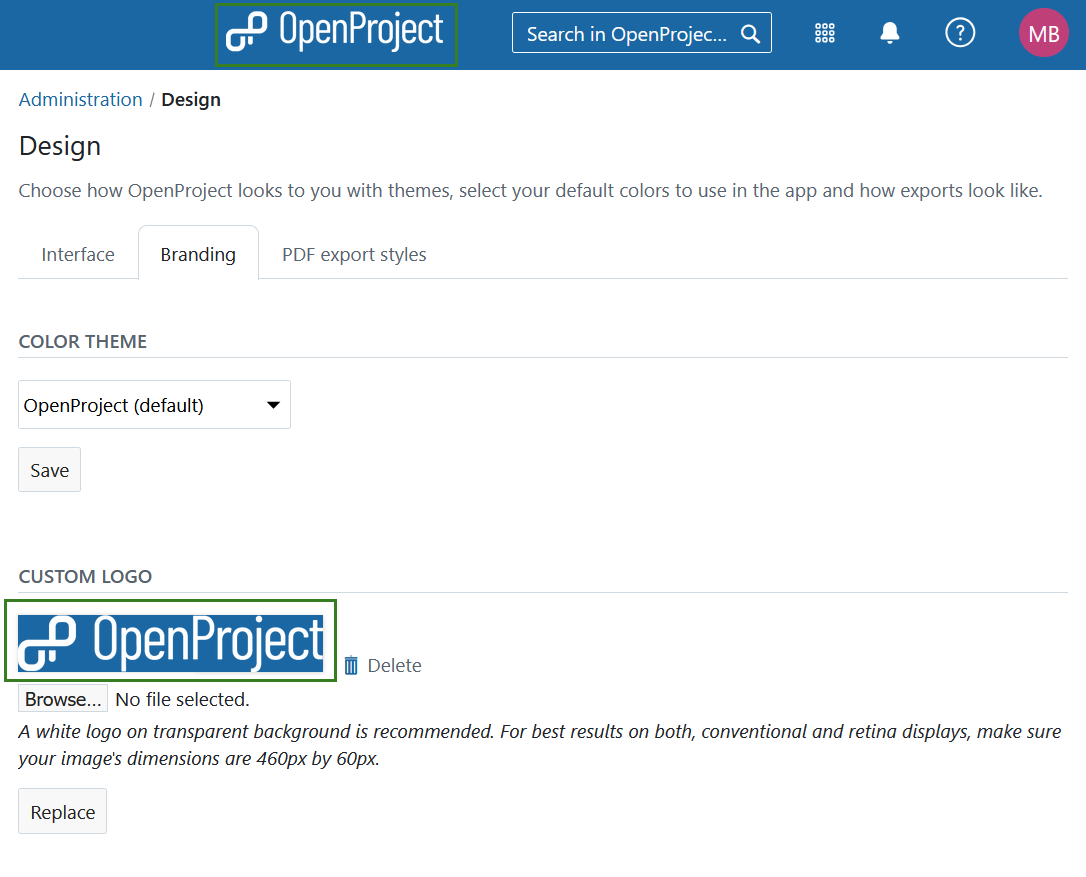 OpenProject
Search in OpenProjec...
?
MB
Administration / Design
Design
Choose how OpenProject looks to you with themes, select your default colors to use in the app and how exports look like.
Interface
Branding
PDF export styles
COLOR THEME
OpenProject (default)
Save
CUSTOM LOGO
OpenProject
Delete
Browse... No file selected.
A white logo on transparent background is recommended. For best results on both, conventional and retina displays, make sure
your image's dimensions are 460px by 60px.
Replace